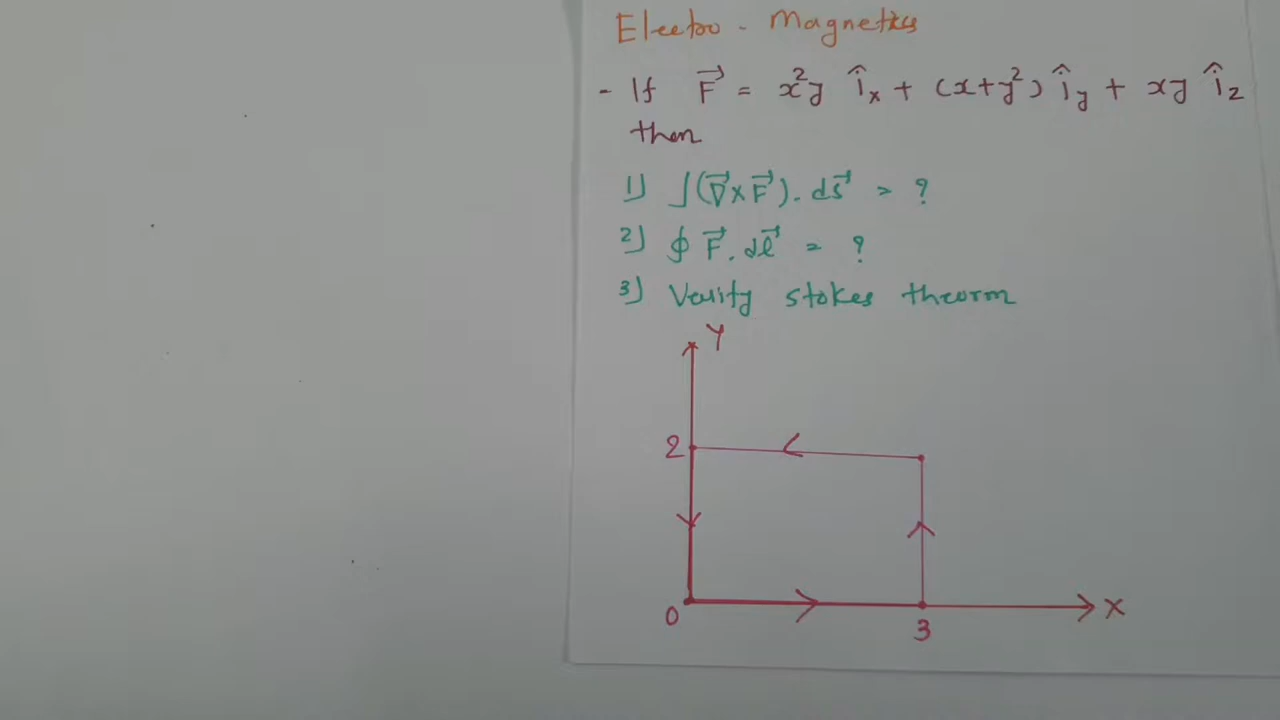 Electro - Magnetics
- If F⃗ = x²y îx + (x+y²) îy + xy îz
then
1) ∫(∇⃗×F⃗). ds⃗ = ?
2) ∮ F⃗. dl⃗ = ?
3) Verity stokes theorm
Y
2
0
3
X